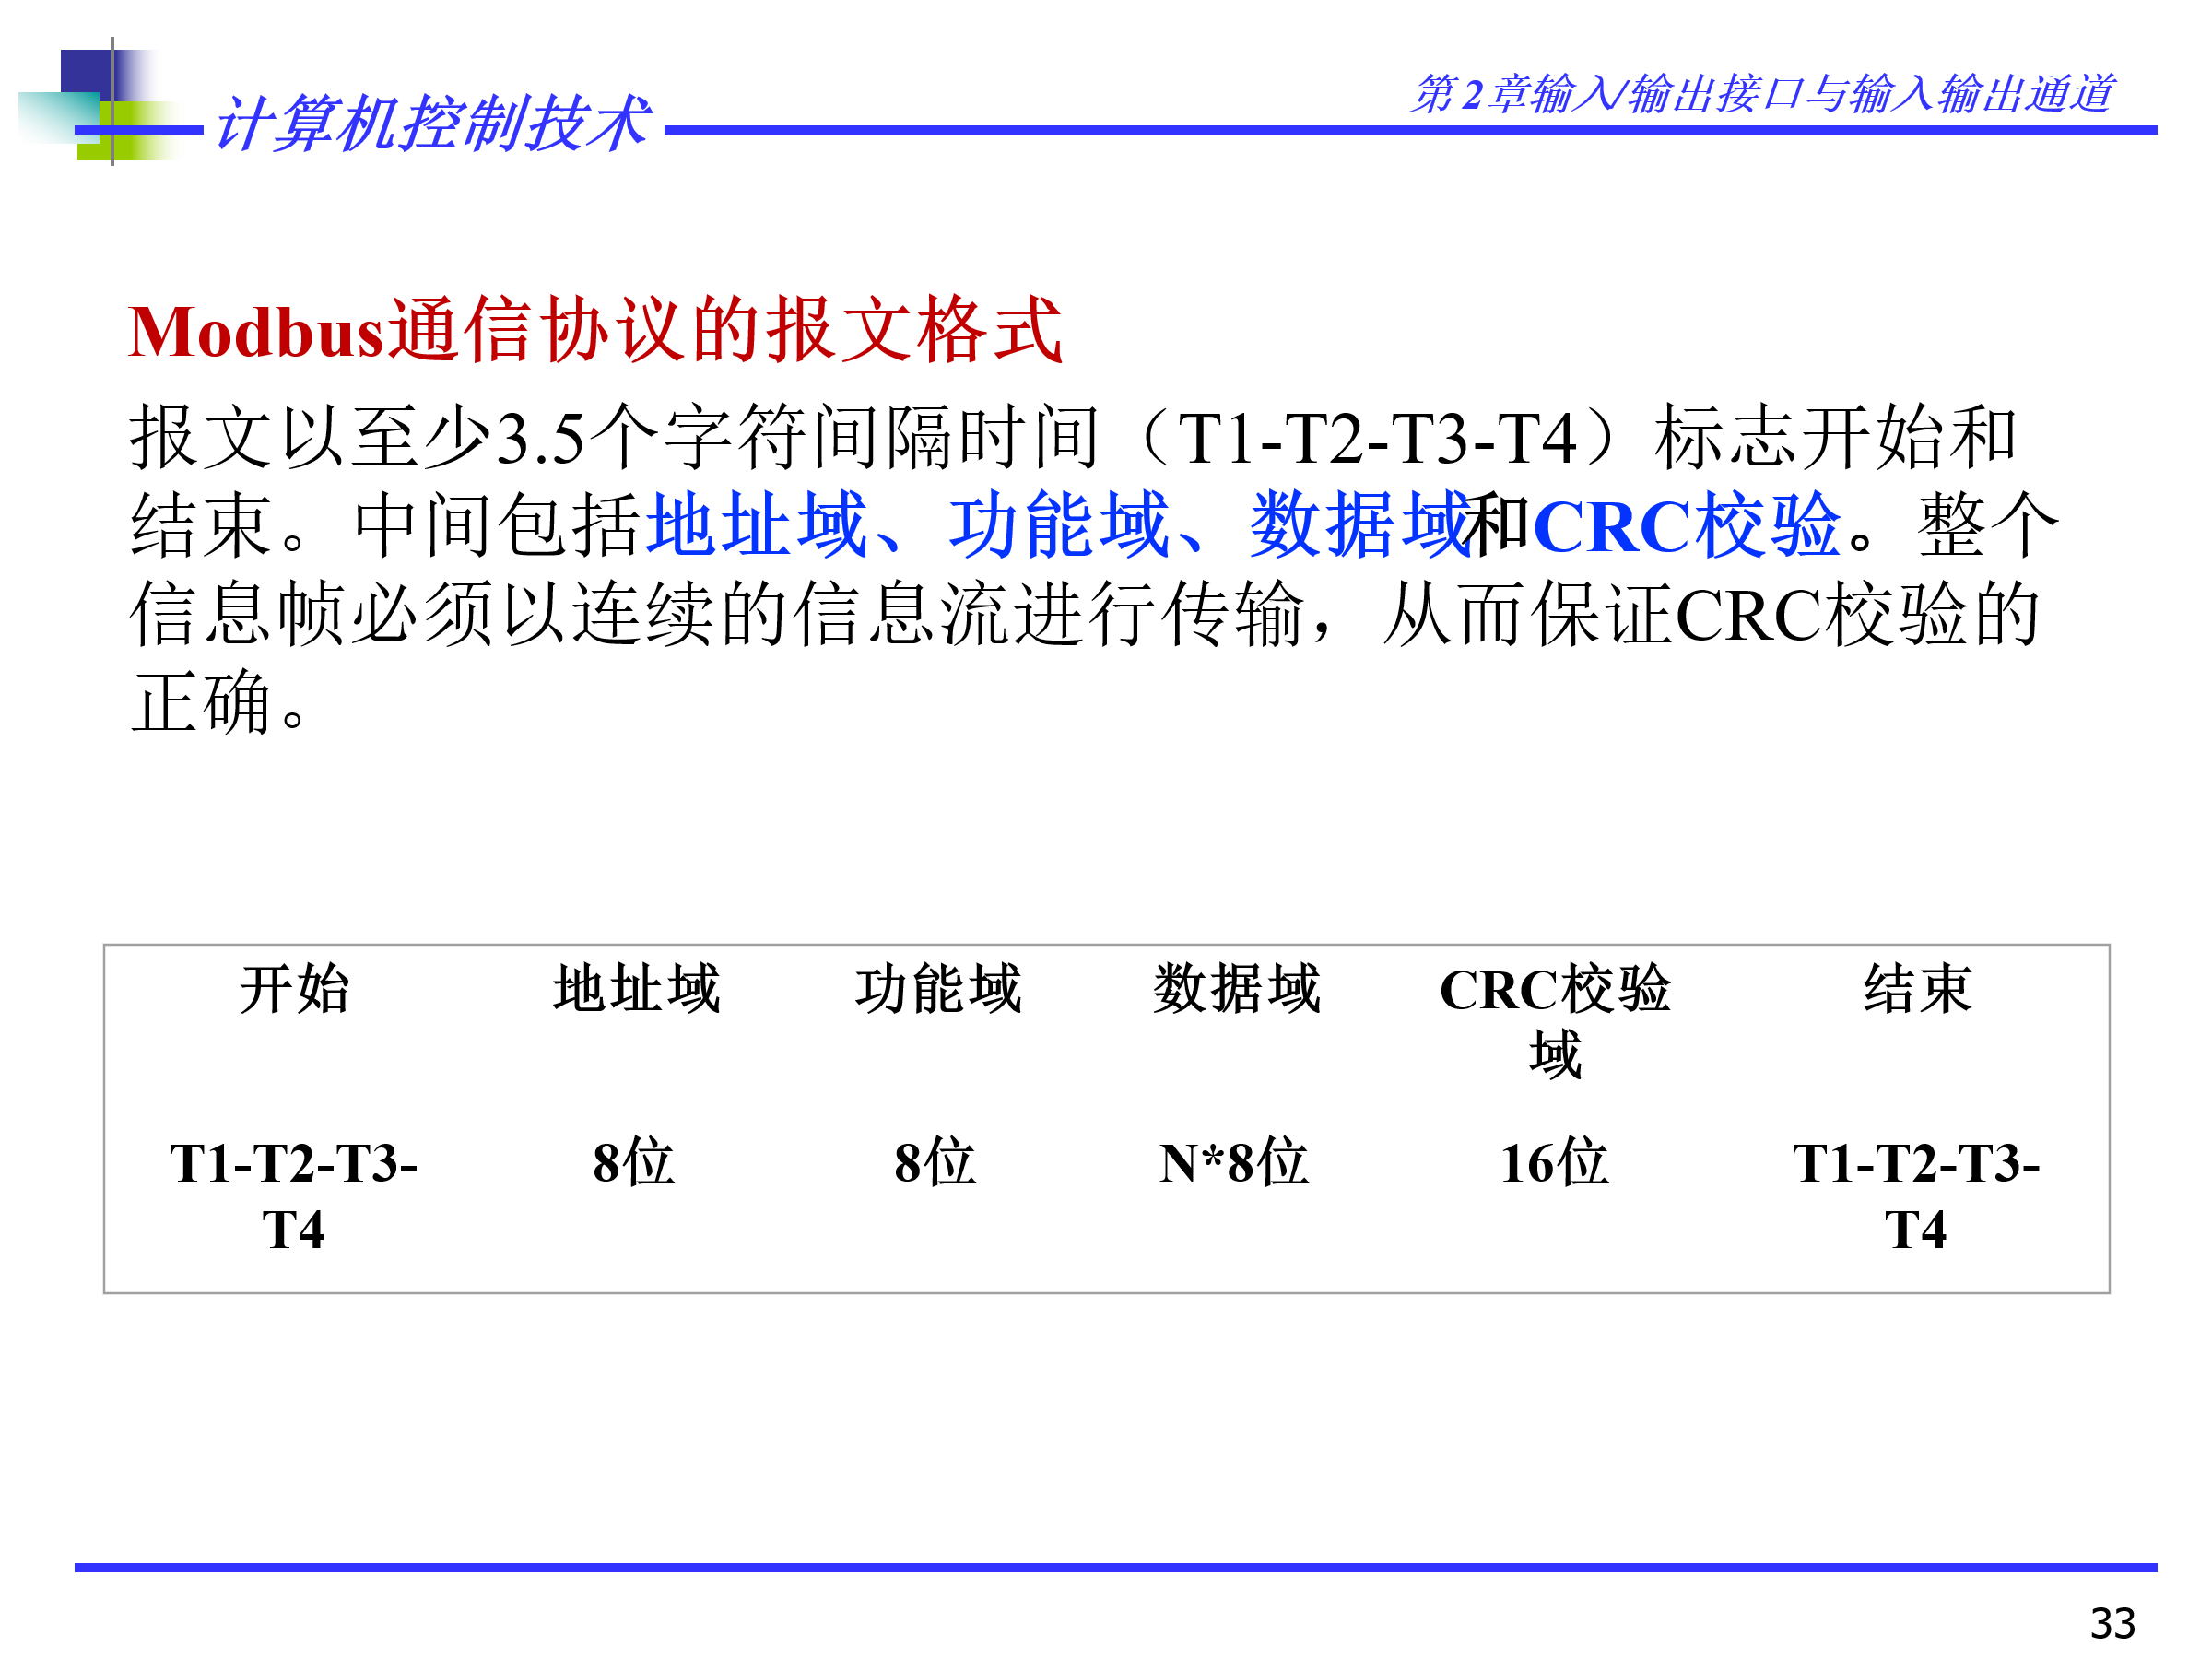 计算机控制技术
第2章输入/输出接口与输入输出通道
Modbus通信协议的报文格式
报文以至少3.5个字符间隔时间（T1-T2-T3-T4）标志开始和
结束。中间包括地址域、功能域、数据域和CRC校验。整个
信息帧必须以连续的信息流进行传输，从而保证CRC校验的
正确。
开始 地址域 功能域 数据域 CRC校验 结束
域
T1-T2-T3- 8位 8位 N*8位 16位 T1-T2-T3-
T4 T4
33